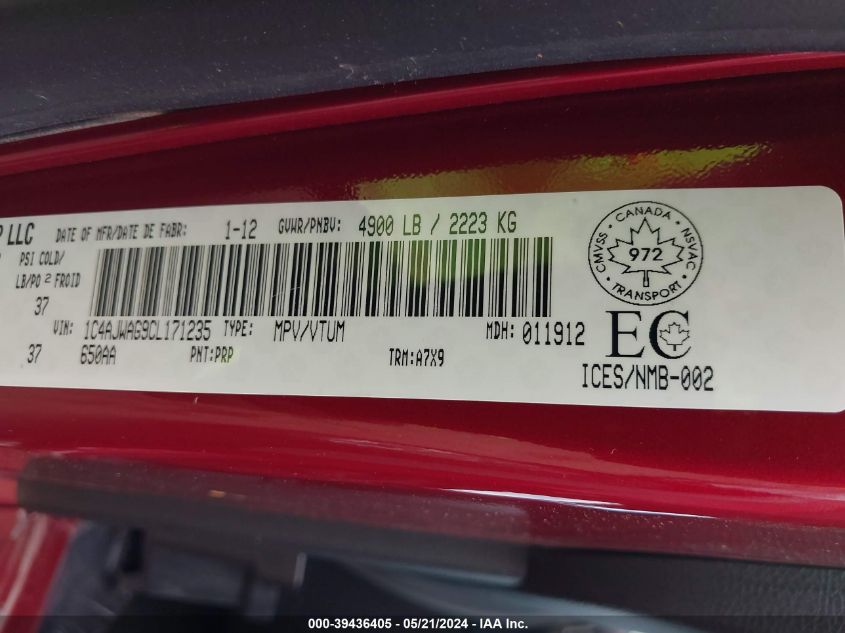 P LLC DATE OF MFR/DATE DE FABR: 1-12 GVWR/PNBV: 4900 LB / 2223 KG
PSI COLD/
LB/PO 2 FROID
37
VIN: 1C4AJWAG9CL171235 TYPE: MPV/VTUM MDH: 011912
37 650AA PNT:PRP TRM:A7X9
CANADA
CMVSS NSVAC
972
TRANSPORT
EC
ICES/NMB-002
000-39436405 — 05/21/2024 — IAA Inc.